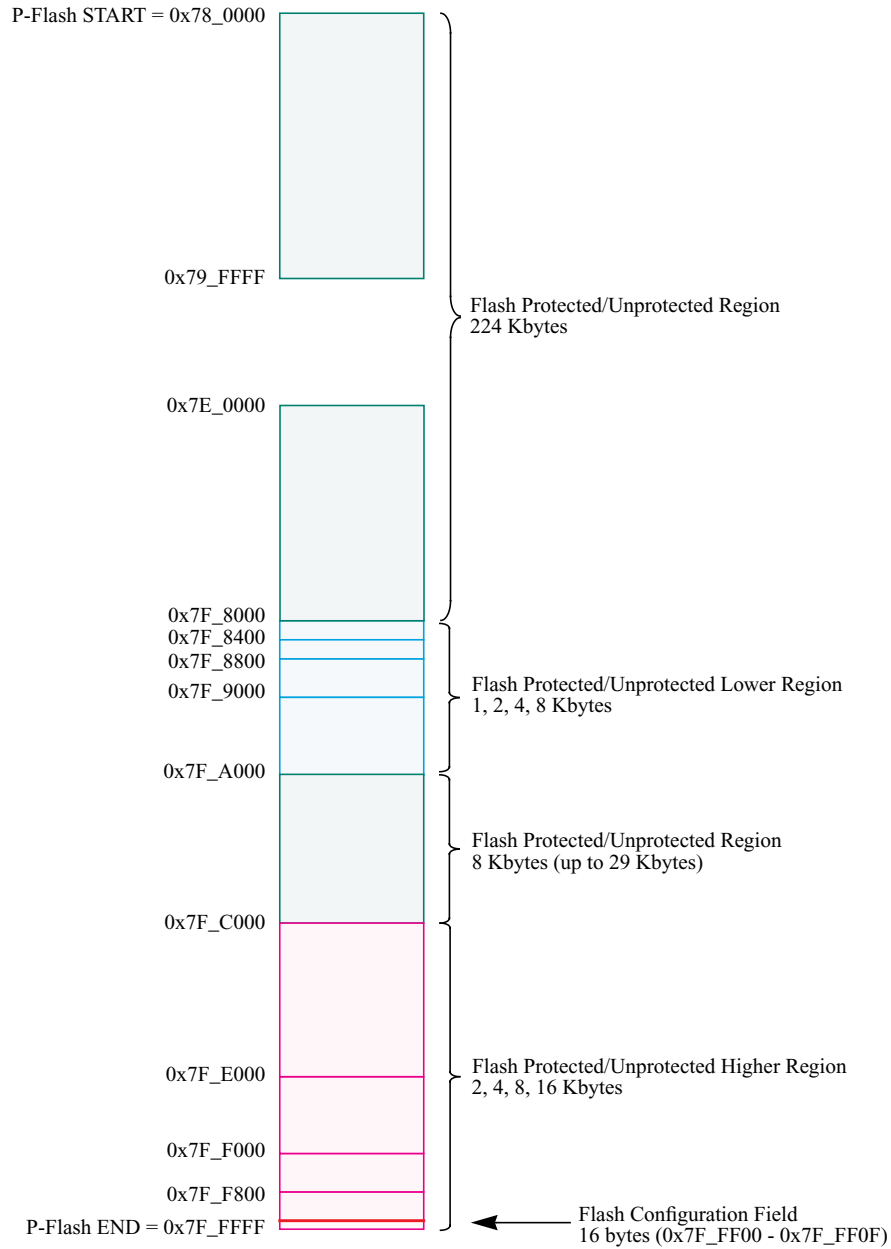 P-Flash START = 0x78_0000
0x79_FFFF
Flash Protected/Unprotected Region
224 Kbytes
0x7E_0000
0x7F_8000
0x7F_8400
0x7F_8800
0x7F_9000
Flash Protected/Unprotected Lower Region
1, 2, 4, 8 Kbytes
0x7F_A000
Flash Protected/Unprotected Region
8 Kbytes (up to 29 Kbytes)
0x7F_C000
0x7F_E000
Flash Protected/Unprotected Higher Region
2, 4, 8, 16 Kbytes
0x7F_F000
0x7F_F800
P-Flash END = 0x7F_FFFF
Flash Configuration Field
16 bytes (0x7F_FF00 - 0x7F_FF0F)